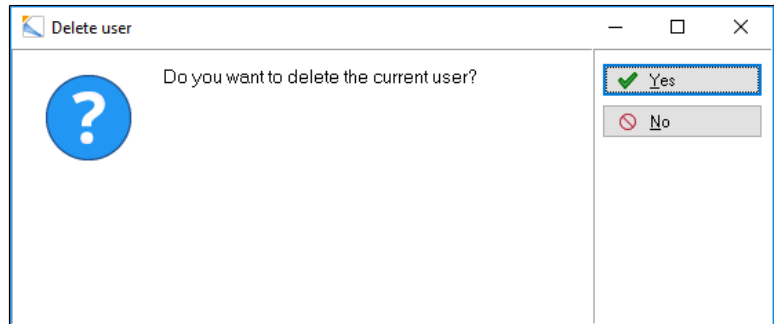 Delete user
Do you want to delete the current user?
Yes
No